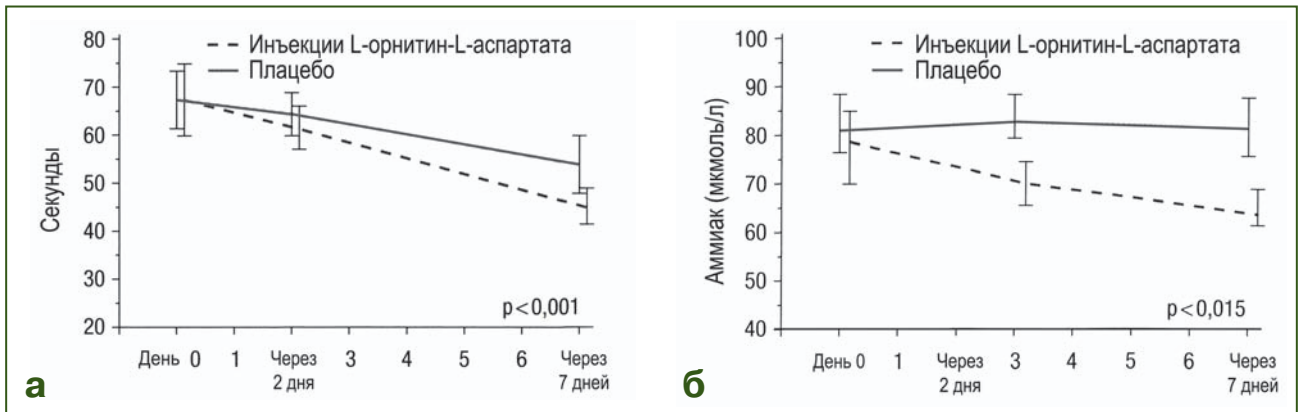 80
70
60
50
40
30
20
Секунды
Инъекции L-орнитин-L-аспартата
Плацебо
p<0,001
День 0 1 Через 2 дня 3 4 5 6 Через 7 дней
а
100
90
80
70
60
50
40
Аммиак (мкмоль/л)
Инъекции L-орнитин-L-аспартата
Плацебо
p<0,015
День 0 1 Через 2 дня 3 4 5 6 Через 7 дней
б